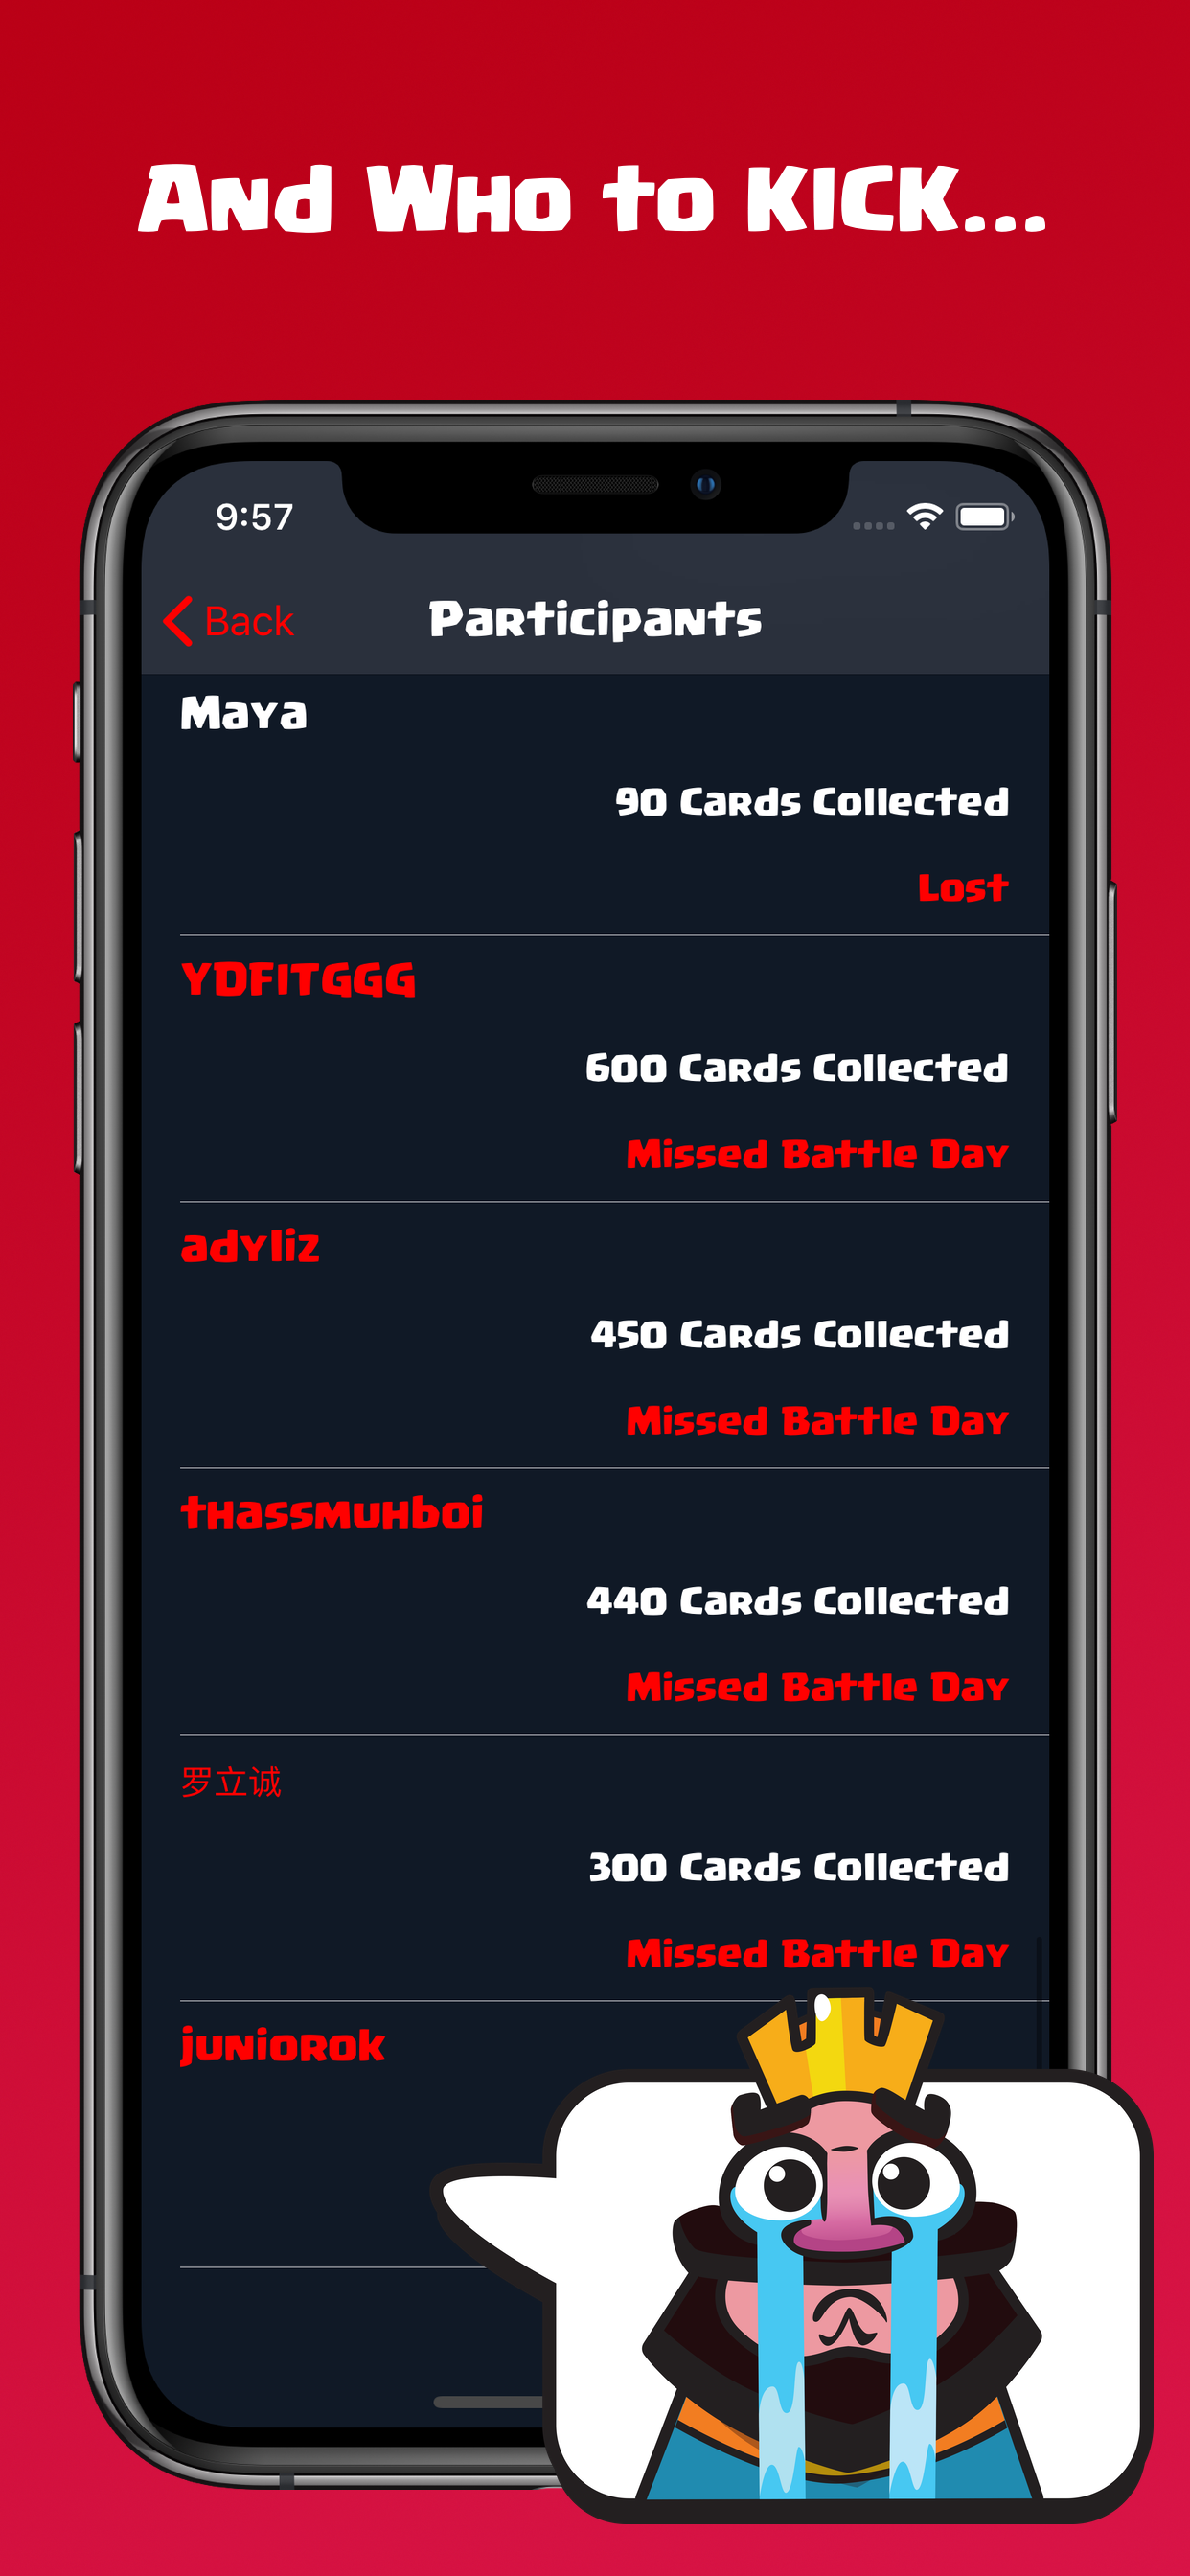 And Who to KICK...
9:57
Back
Participants
Maya
90 Cards Collected
Lost
YDFITGGG
600 Cards Collected
Missed Battle Day
adyliz
450 Cards Collected
Missed Battle Day
thassmuhboi
440 Cards Collected
Missed Battle Day
罗立诚
300 Cards Collected
Missed Battle Day
juniorok